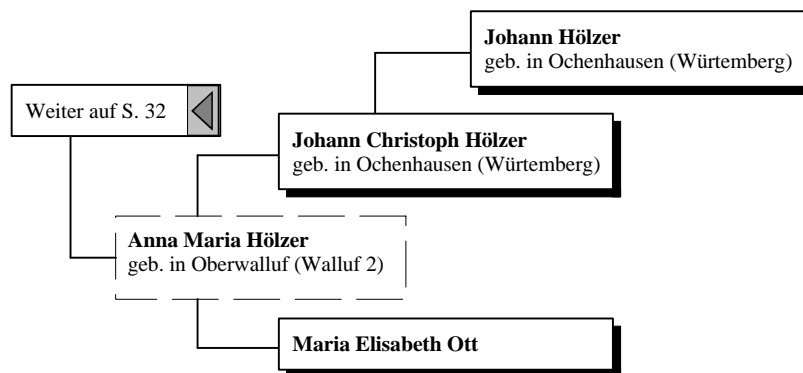 Johann Hölzer
geb. in Ochenhausen (Würtemberg)
Weiter auf S. 32
Johann Christoph Hölzer
geb. in Ochenhausen (Würtemberg)
Anna Maria Hölzer
geb. in Oberwalluf (Walluf 2)
Maria Elisabeth Ott